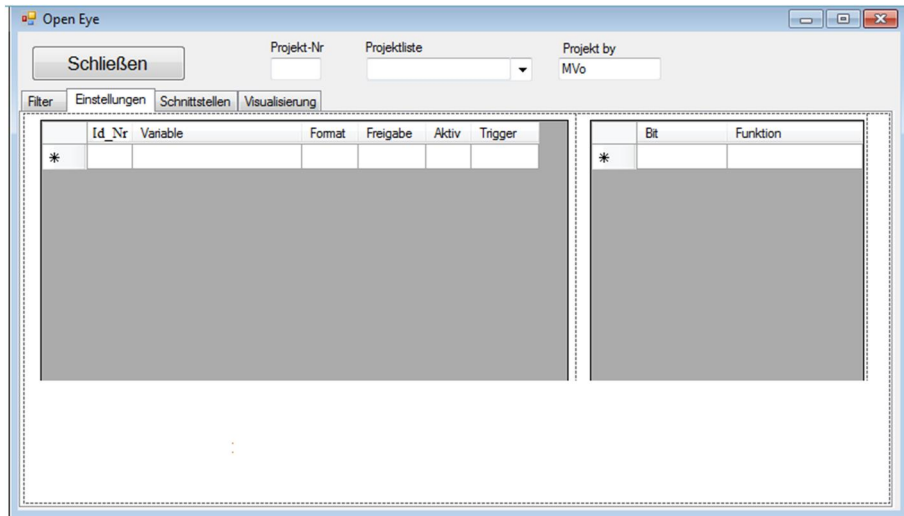 Open Eye
Projekt-Nr Projektliste Projekt by
Schließen MVo
Filter Einstellungen Schnittstellen Visualisierung
Id_Nr Variable Format Freigabe Aktiv Trigger Bit Funktion